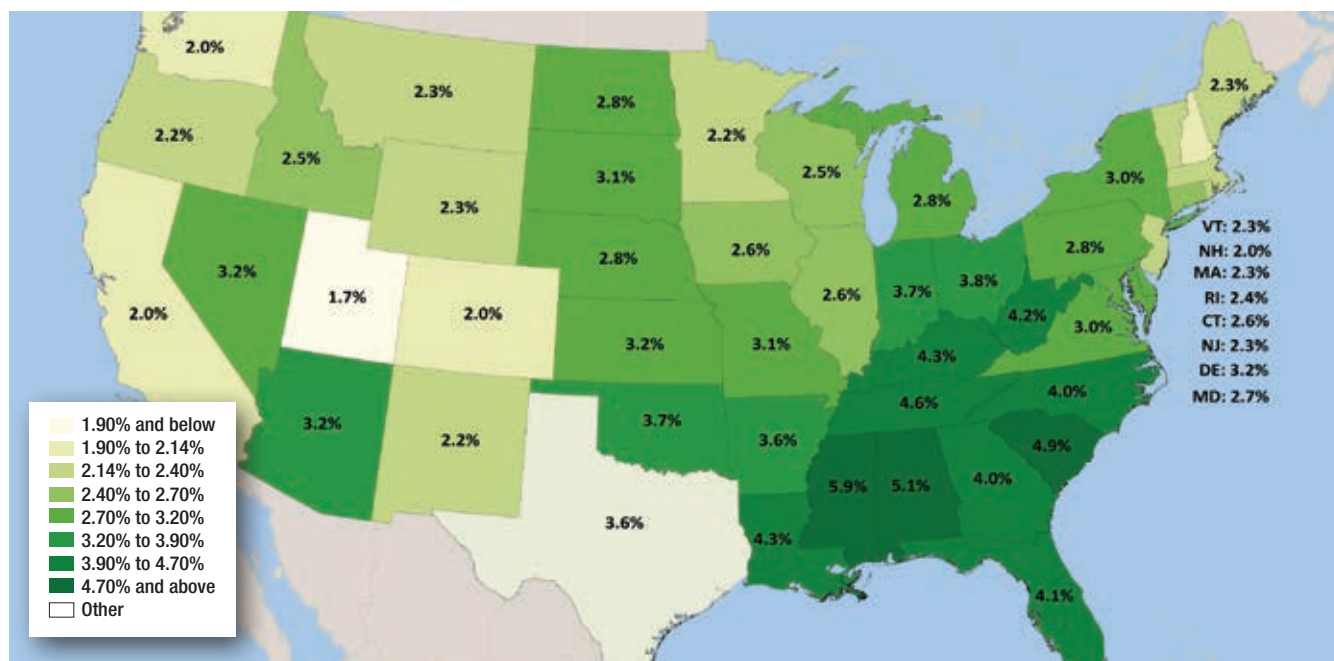 2.0%
2.3%
2.8%
2.2%
2.3%
2.2%
2.5%
3.1%
2.5%
2.8%
3.0%
2.3%
3.2%
1.7%
2.0%
2.0%
2.8%
2.6%
2.6%
3.7%
3.8%
2.8%
4.2%
3.0%
3.2%
3.1%
4.3%
4.6%
4.0%
3.2%
2.2%
3.7%
3.6%
4.9%
5.9%
5.1%
4.0%
3.6%
4.3%
4.1%
VT: 2.3%
NH: 2.0%
MA: 2.3%
RI: 2.4%
CT: 2.6%
NJ: 2.3%
DE: 3.2%
MD: 2.7%
1.90% and below
1.90% to 2.14%
2.14% to 2.40%
2.40% to 2.70%
2.70% to 3.20%
3.20% to 3.90%
3.90% to 4.70%
4.70% and above
Other